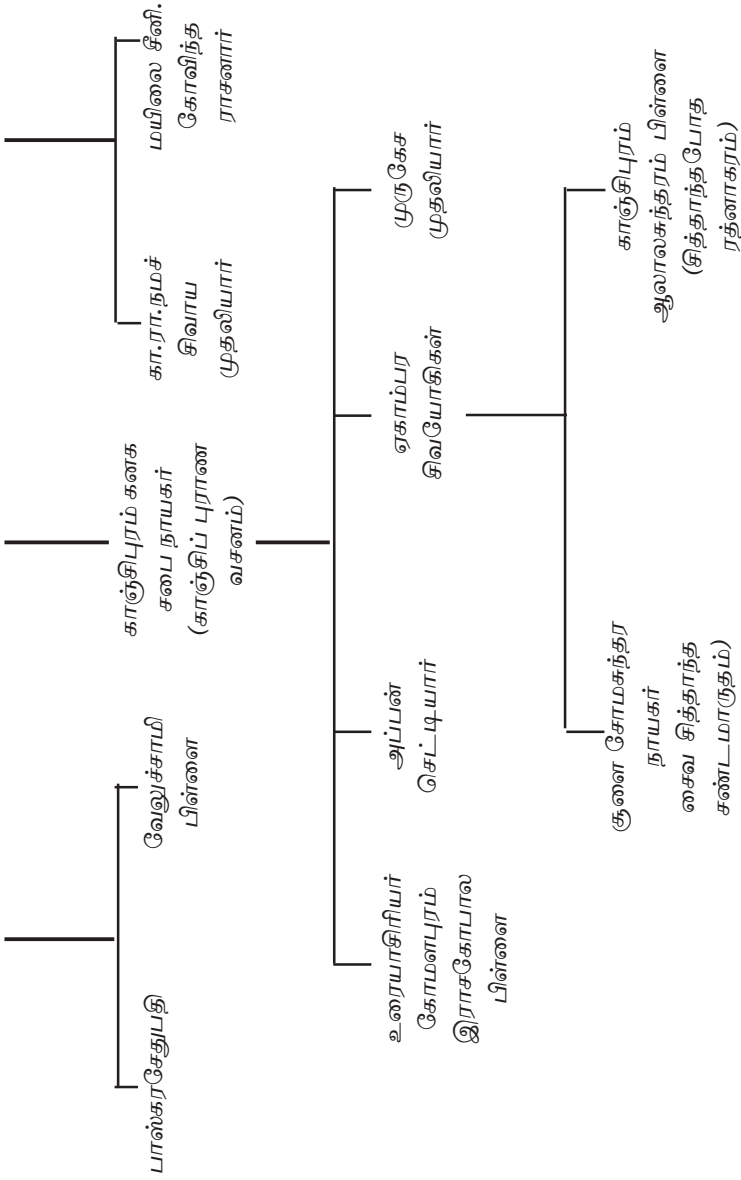 பாஸ்கரசேதுபதி
வேலுச்சாமி
பிள்ளை
காஞ்சிபுரம் கனக
சபை நாயகர்
(காஞ்சிப் புராண
வசனம்)
கா.ரா.நமச்
சிவாய
முதலியார்
மயிலை சீனி.
கோவிந்த
ராசனார்
உரையாசிரியர்
கோமளபுரம்
இராசகோபால
பிள்ளை
அப்பன்
செட்டியார்
ஏகாம்பர
சிவயோகிகள்
முருகேச
முதலியார்
சூளை சோமசுந்தர
நாயகர்
சைவ சித்தாந்த
சண்டமாருதம்
காஞ்சிபுரம்
ஆலாலசுந்தரம் பிள்ளை
(சித்தாந்தபோத
ரத்னாகரம்)